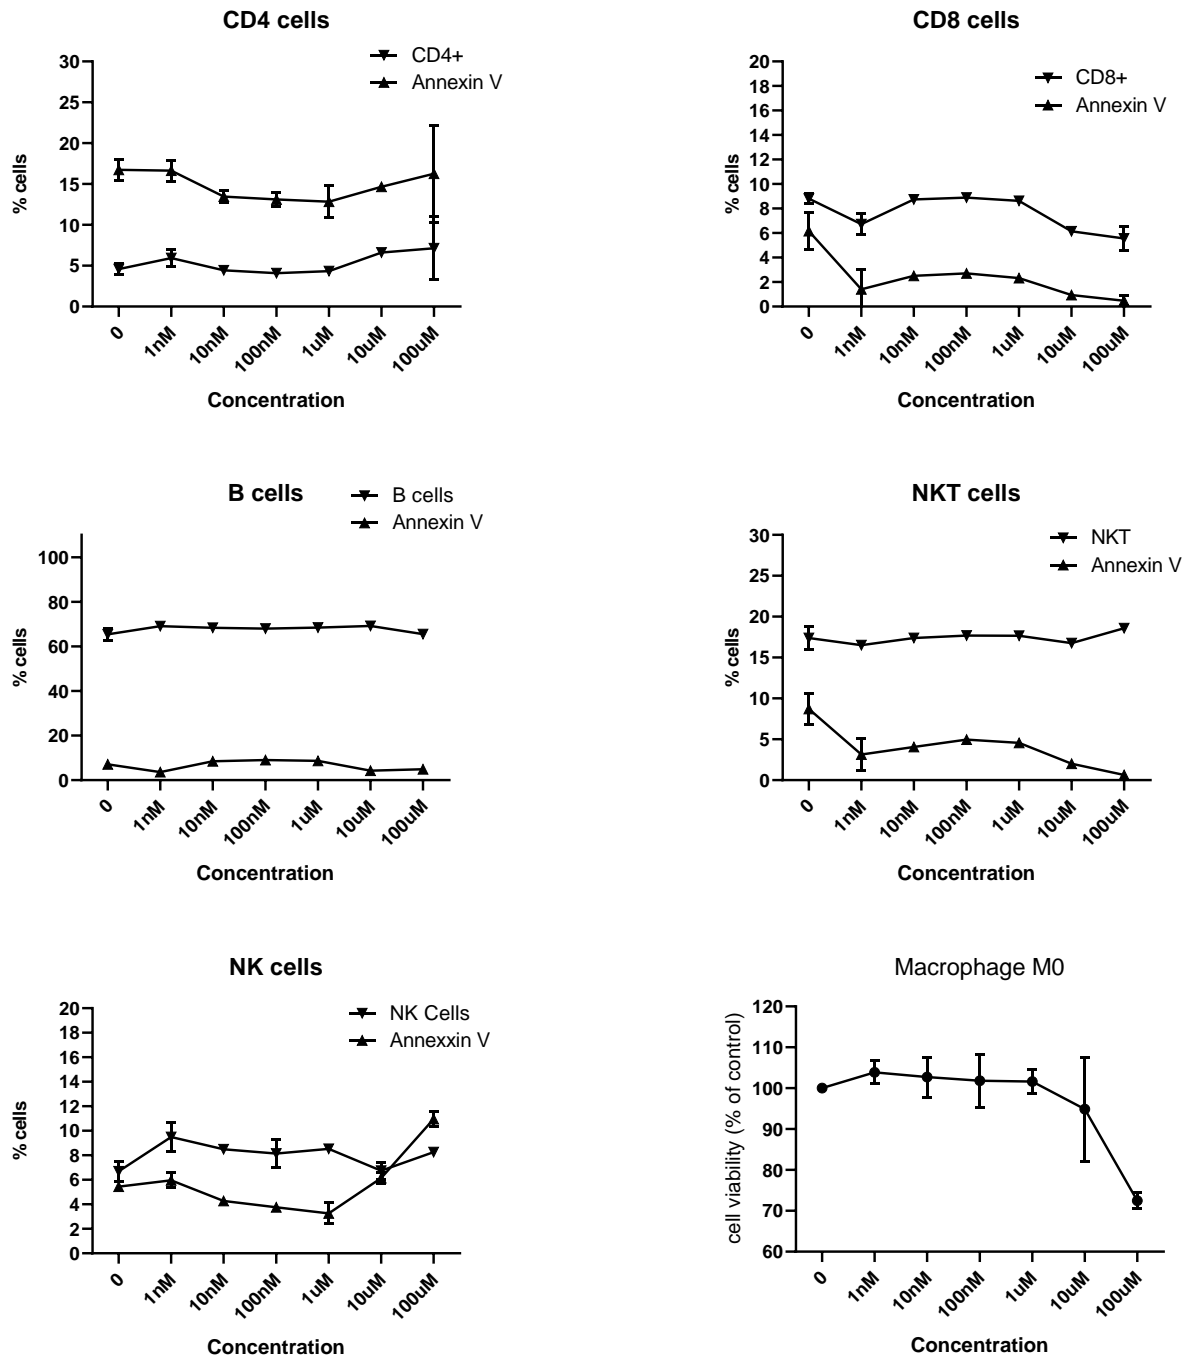 CD4 cells
CD4+
Annexin V
30
25
20
15
10
5
0
% cells
0
1nM
10nM
100nM
1uM
10uM
100uM
Concentration
CD8 cells
CD8+
Annexin V
20
18
16
14
12
10
8
6
4
2
0
% cells
0
1nM
10nM
100nM
1uM
10uM
100uM
Concentration
B cells
B cells
Annexin V
100
80
60
40
20
0
% cells
0
1nM
10nM
100nM
1uM
10uM
100uM
Concentration
NKT cells
NKT
Annexin V
30
25
20
15
10
5
0
% cells
0
1nM
10nM
100nM
1uM
10uM
100uM
Concentration
NK cells
NK Cells
Annexxin V
20
18
16
14
12
10
8
6
4
2
0
% cells
0
1nM
10nM
100nM
1uM
10uM
100uM
Concentration
Macrophage M0
120
110
100
90
80
70
60
cell viability (% of control)
0
1nM
10nM
100nM
1uM
10uM
100uM
Concentration